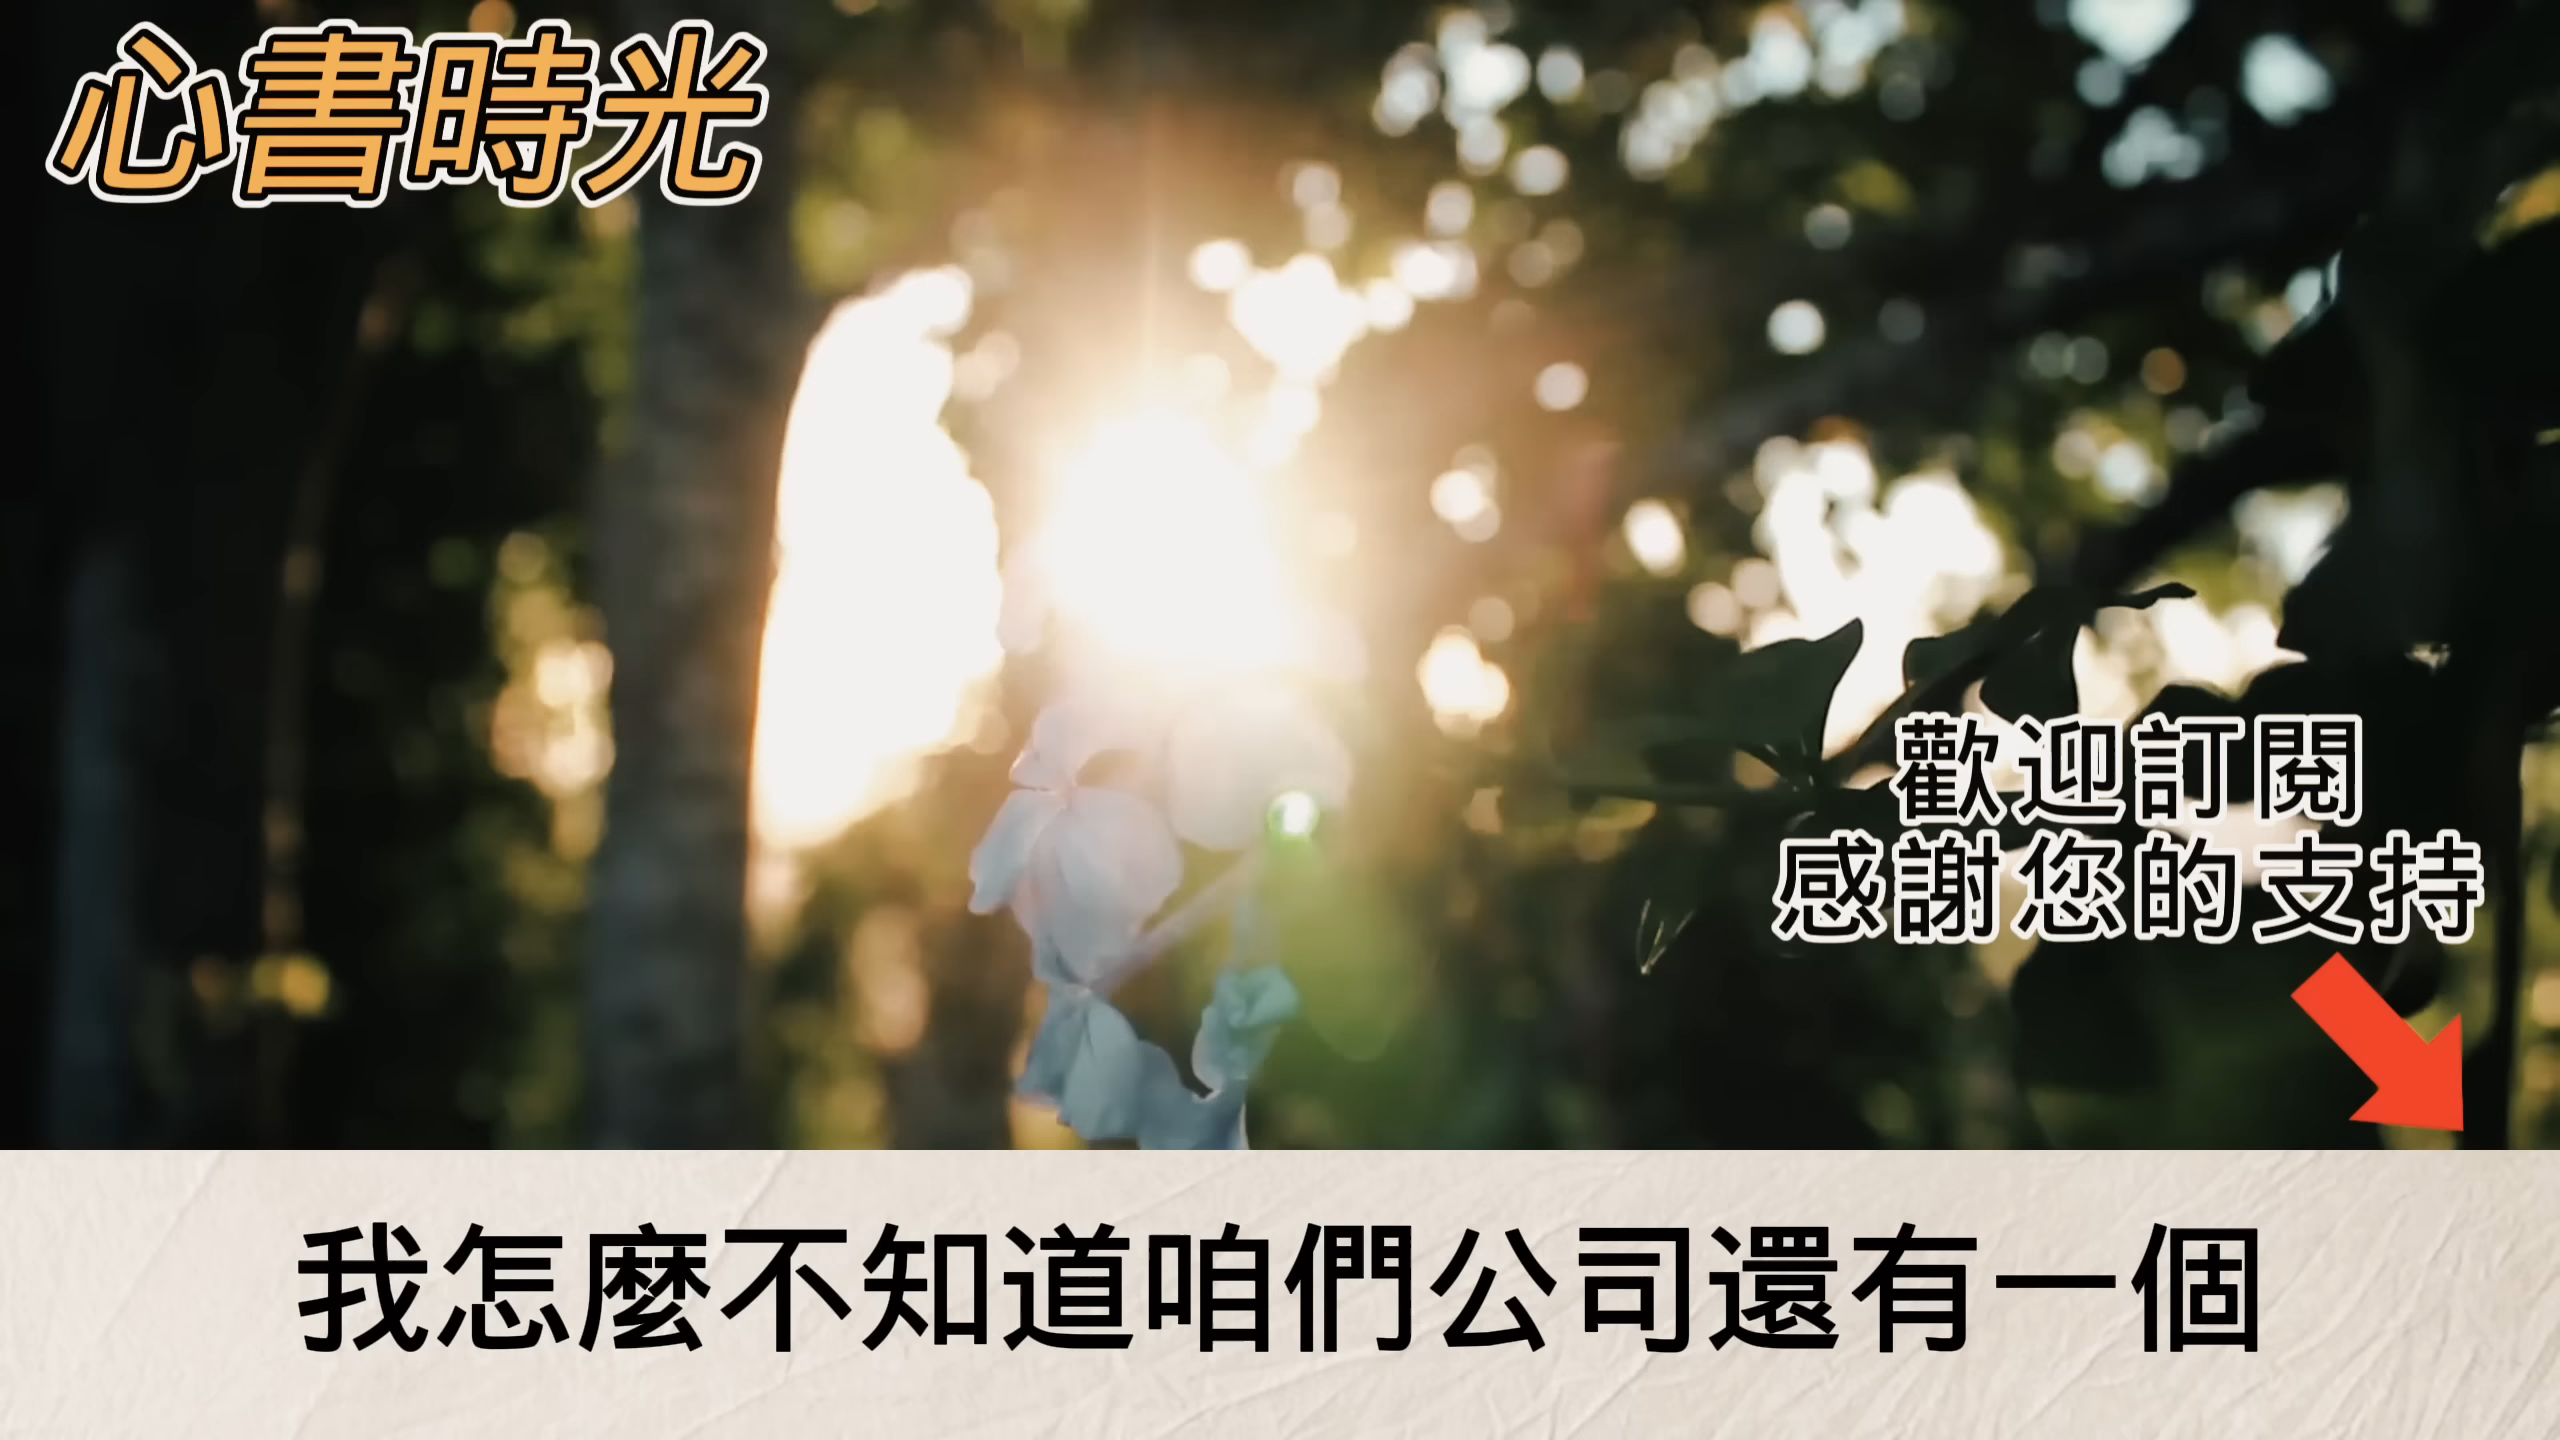 心書時光
歡迎訂閱
感謝您的支持
我怎麼不知道咱們公司還有一個